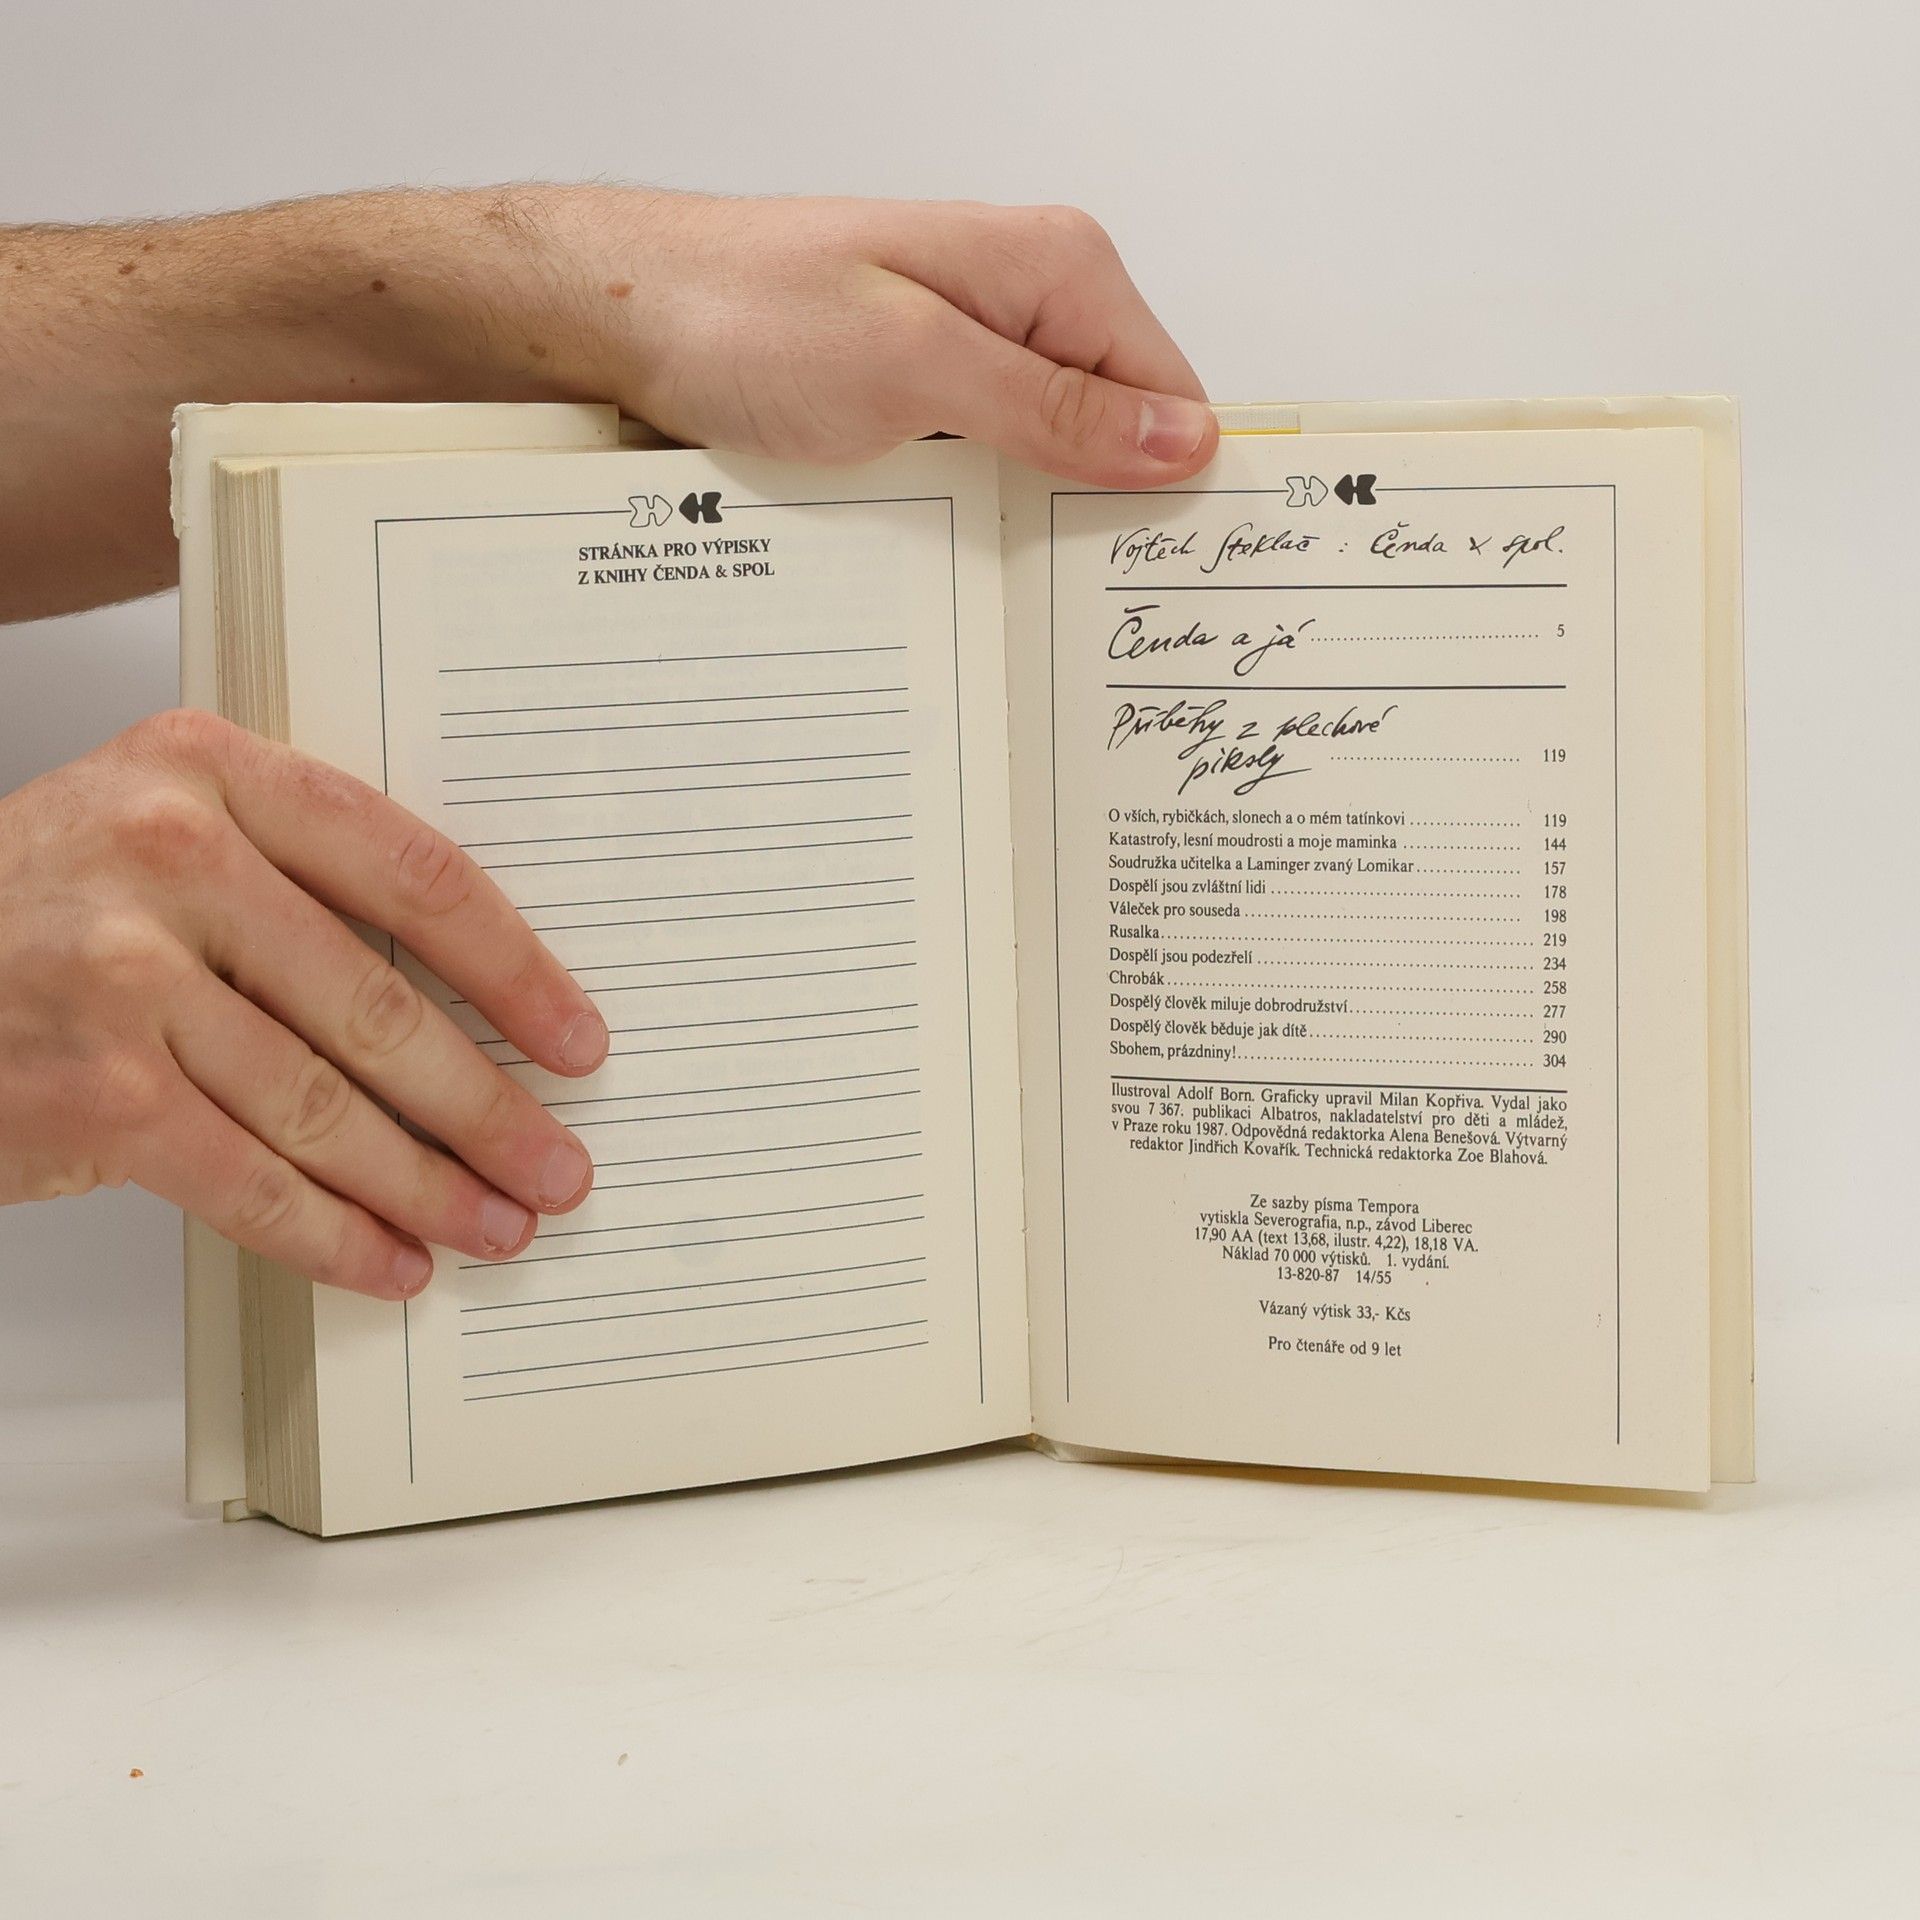 STRÁNKA PRO VÝPISKY
Z KNIHY ČENDA & SPOL
Vojtěch Steklač : Čenda & spol.
Čenda a já ........ 5
Příběhy z plechové
piksly ........ 119
O vších, rybičkách, slonech a o mém tatínkovi ........ 119
Katastrofy, lesní moudrosti a moje maminka ........ 144
Soudružka učitelka a Laminger zvaný Lomikar ........ 157
Dospělí jsou zvláštní lidi ........ 178
Váleček pro souseda ........ 198
Rusalka ........ 219
Dospělí jsou podezřelí ........ 234
Chrobák ........ 258
Dospělý člověk miluje dobrodružství ........ 277
Dospělý člověk běduje jak dítě ........ 290
Sbohem, prázdniny! ........ 304
Ilustroval Adolf Born. Graficky upravil Milan Kopřiva. Vydal jako
svou 7 367. publikaci Albatros, nakladatelství pro děti a mládež,
v Praze roku 1987. Odpovědná redaktorka Alena Benešová. Výtvarný
redaktor Jindřich Kovařík. Technická redaktorka Zoe Blahová.
Ze sazby písma Tempora
vytiskla Severografia, n.p., závod Liberec
17,90 AA (text 13,68, ilustr. 4,22), 18,18 VA.
Náklad 70 000 výtisků. 1. vydání.
13-820-87 14/55
Vázaný výtisk 33,- Kčs
Pro čtenáře od 9 let